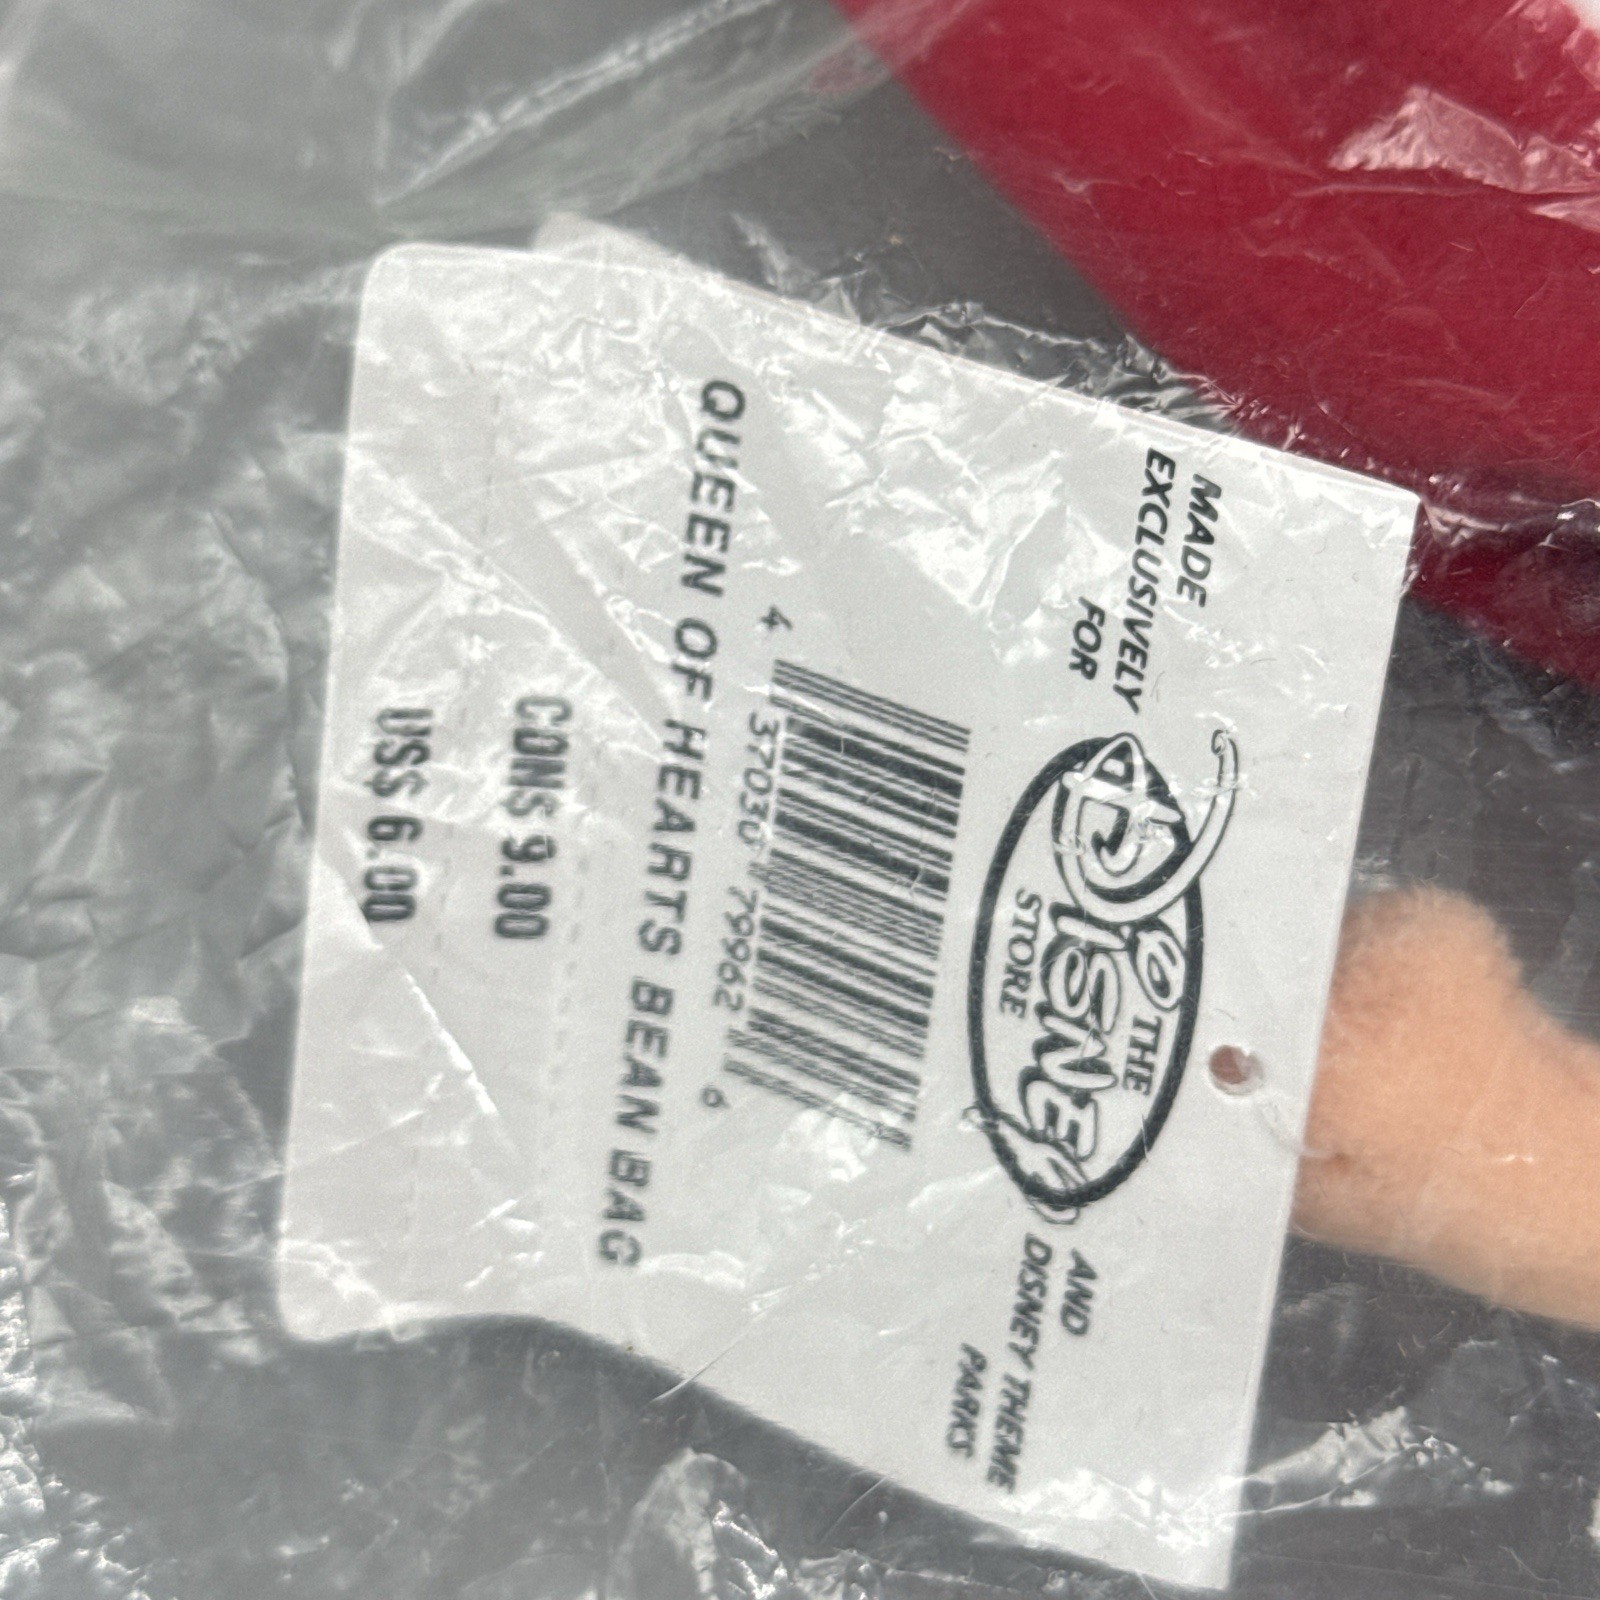 MADE
EXCLUSIVELY
FOR
THE
DISNEY
STORE
AND
DISNEY THEME
PARKS
4 37030 79962 6
QUEEN OF HEARTS BEAN BAG
CDN$ 9.00
US$ 6.00